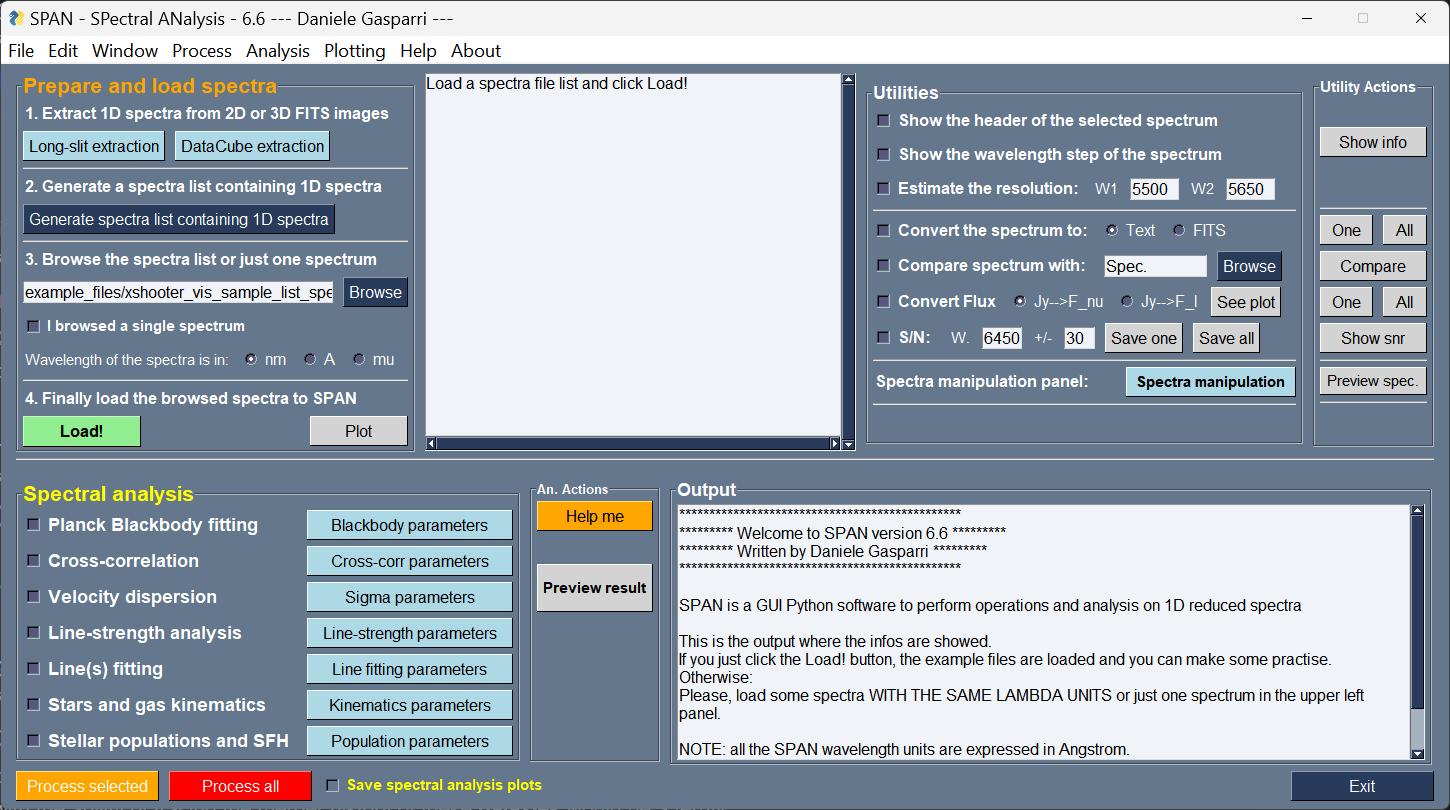 SPAN - SPectral ANalysis - 6.6 --- Daniele Gasparri ---
File Edit Window Process Analysis Plotting Help About
Prepare and load spectra
1. Extract 1D spectra from 2D or 3D FITS images
Long-slit extraction DataCube extraction
2. Generate a spectra list containing 1D spectra
Generate spectra list containing 1D spectra
3. Browse the spectra list or just one spectrum
example_files/xshooter_vis_sample_list_spe Browse
I browsed a single spectrum
Wavelength of the spectra is in: nm A mu
4. Finally load the browsed spectra to SPAN
Load! Plot
Load a spectra file list and click Load!
Utilities
Show the header of the selected spectrum
Show the wavelength step of the spectrum
Estimate the resolution: W1 5500 W2 5650
Convert the spectrum to: Text FITS
Compare spectrum with: Spec. Browse
Convert Flux Jy-->F_nu Jy-->F_l See plot
S/N: W. 6450 +/- 30 Save one Save all
Spectra manipulation panel: Spectra manipulation
Utility Actions
Show info
One All
Compare
One All
Show snr
Preview spec.
Spectral analysis
Planck Blackbody fitting Blackbody parameters
Cross-correlation Cross-corr parameters
Velocity dispersion Sigma parameters
Line-strength analysis Line-strength parameters
Line(s) fitting Line fitting parameters
Stars and gas kinematics Kinematics parameters
Stellar populations and SFH Population parameters
An. Actions
Help me
Preview result
Output
***********************************************
********* Welcome to SPAN version 6.6 *********
********* Written by Daniele Gasparri *********
***********************************************
SPAN is a GUI Python software to perform operations and analysis on 1D reduced spectra
This is the output where the infos are showed.
If you just click the Load! button, the example files are loaded and you can make some practise.
Otherwise:
Please, load some spectra WITH THE SAME LAMBDA UNITS or just one spectrum in the upper left
panel.
NOTE: all the SPAN wavelength units are expressed in Angstrom.
Process selected Process all Save spectral analysis plots Exit